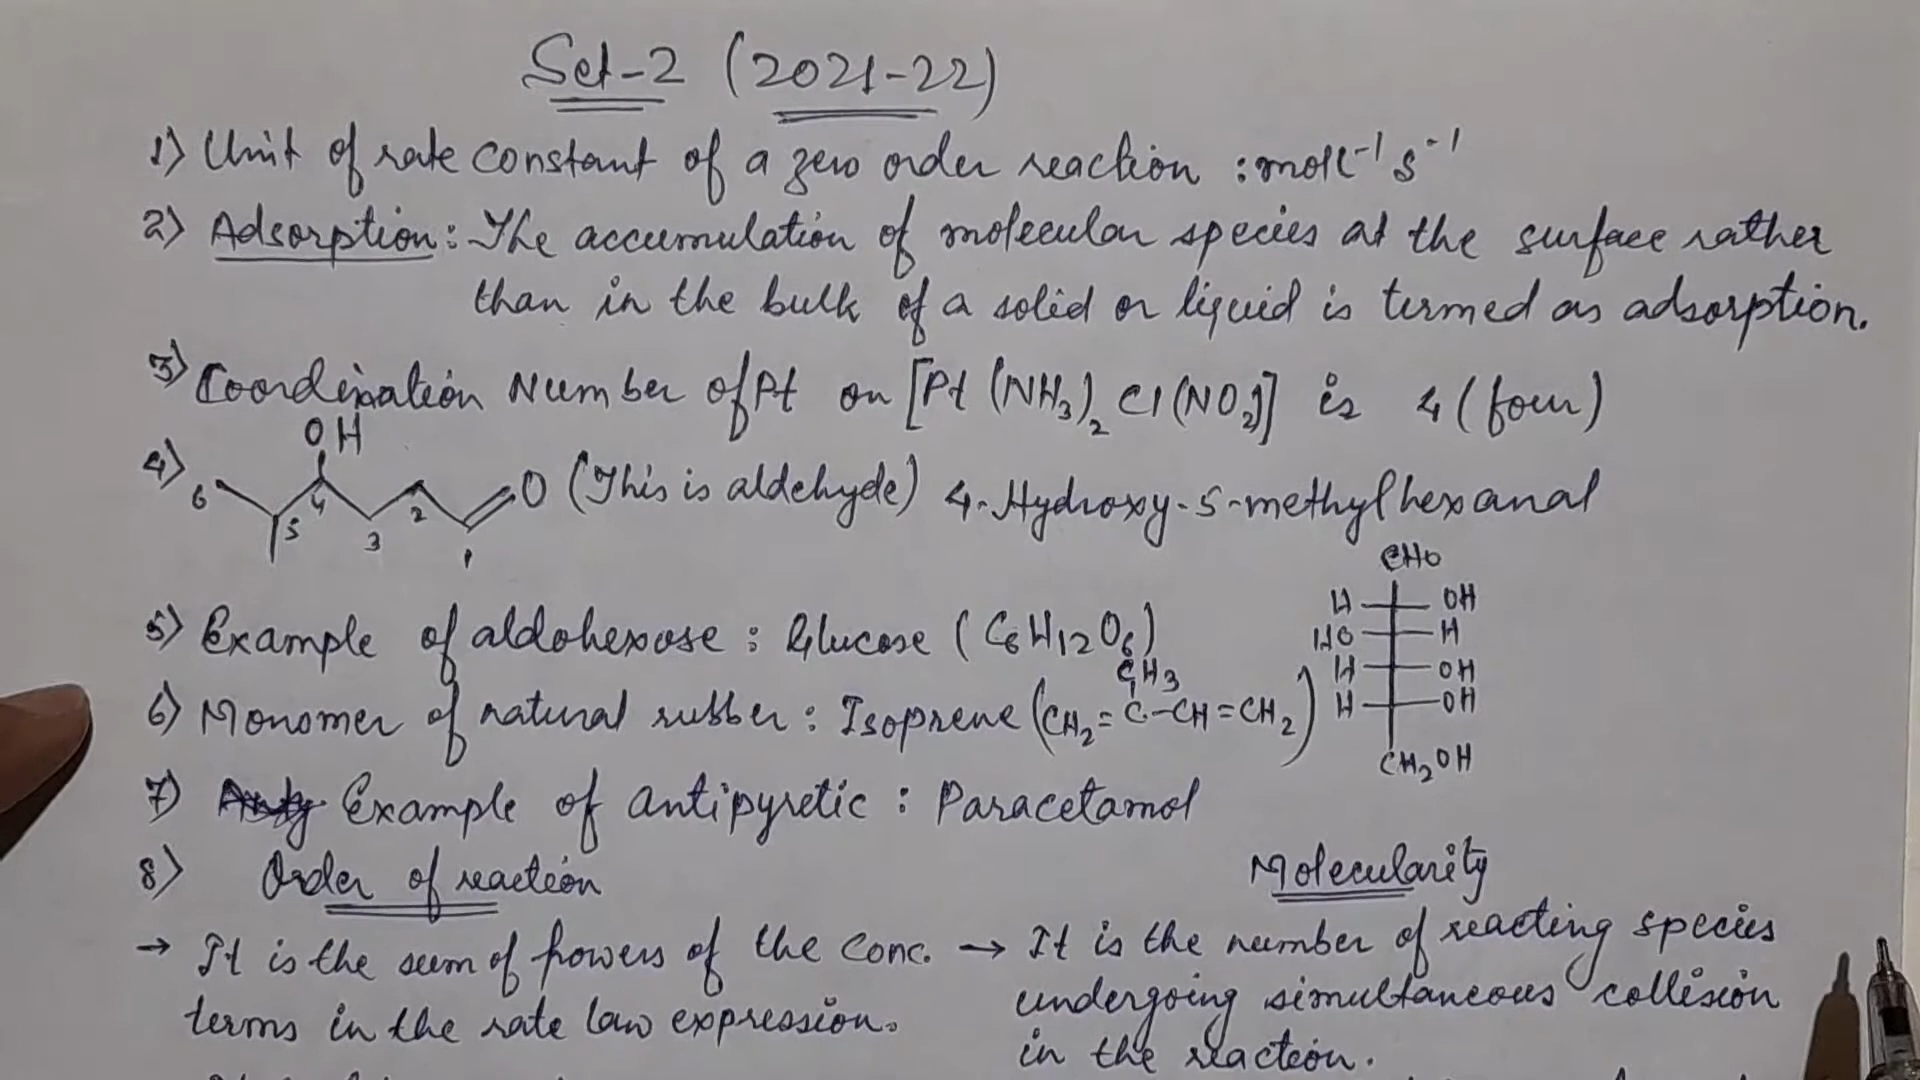 Set-2 (2021-22)
1) Unit of rate constant of a zero order reaction : mol L⁻¹ s⁻¹
2) Adsorption: The accumulation of molecular species at the surface rather
than in the bulk of a solid or liquid is termed as adsorption.
3) Coordination Number of Pt on [Pt (NH₃)₂ Cl(NO₂)] is 4 (four)
OH
4) 6 5 4 3 2 1 O (This is aldehyde) 4-Hydroxy-5-methylhexanal
CHO
H OH
5) Example of aldohexose : Glucose (C₆H₁₂O₆) HO H
CH₃ H OH
6) Monomer of natural rubber : Isoprene (CH₂=C-CH=CH₂) H OH
CH₂OH
7) Example of antipyretic : Paracetamol
8) Order of reaction Molecularity
→ It is the sum of powers of the conc. → It is the number of reacting species
terms in the rate law expression. undergoing simultaneous collision
in the reaction.